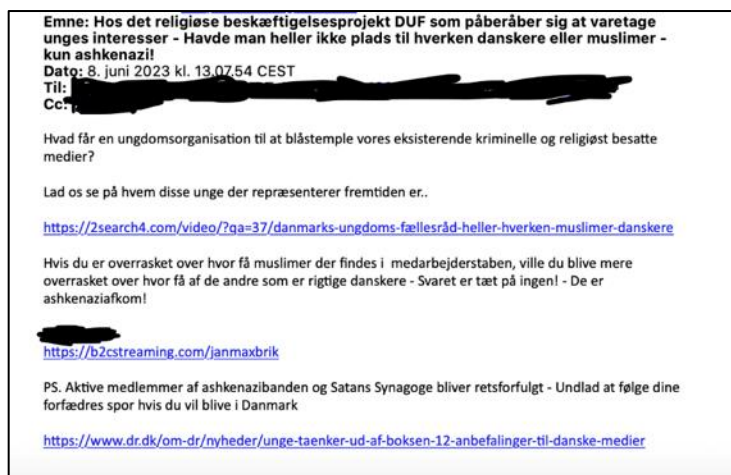 Emne: Hos det religiøse beskæftigelsesprojekt DUF som påberåber sig at varetage
unges interesser - Havde man heller ikke plads til hverken danskere eller muslimer -
kun ashkenazi!
Dato: 8. juni 2023 kl. 13.07.54 CEST
Til:
Cc:
Hvad får en ungdomsorganisation til at blåstemple vores eksisterende kriminelle og religiøst besatte
medier?
Lad os se på hvem disse unge der repræsenterer fremtiden er..
https://2search4.com/video/?qa=37/danmarks-ungdoms-fællesråd-heller-hverken-muslimer-danskere
Hvis du er overrasket over hvor få muslimer der findes i medarbejderstaben, ville du blive mere
overrasket over hvor få af de andre som er rigtige danskere - Svaret er tæt på ingen! - De er
ashkenaziafkom!
https://b2cstreaming.com/janmaxbrik
PS. Aktive medlemmer af ashkenazibanden og Satans Synagoge bliver retsforfulgt - Undlad at følge dine
forfædres spor hvis du vil blive i Danmark
https://www.dr.dk/om-dr/nyheder/unge-taenker-ud-af-boksen-12-anbefalinger-til-danske-medier